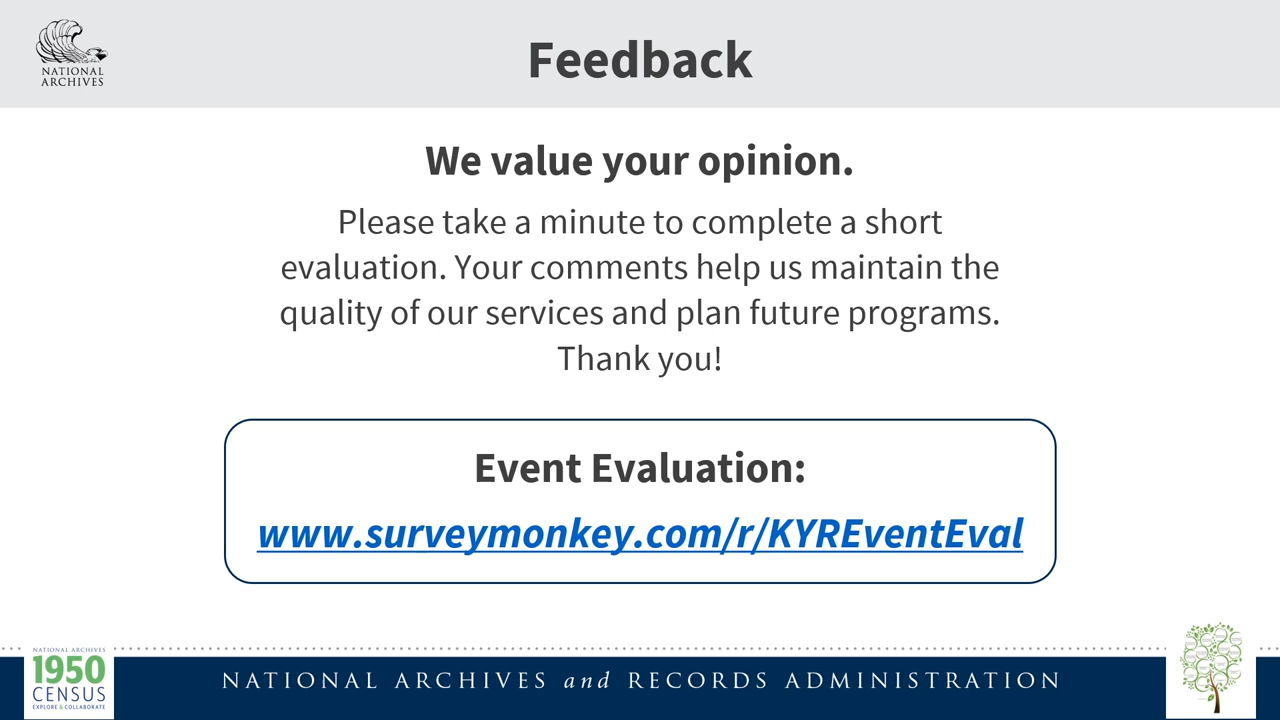 NATIONAL
ARCHIVES
Feedback
We value your opinion.
Please take a minute to complete a short
evaluation. Your comments help us maintain the
quality of our services and plan future programs.
Thank you!
Event Evaluation:
www.surveymonkey.com/r/KYREventEval
NATIONAL ARCHIVES
1950
CENSUS
EXPLORE & COLLABORATE
NATIONAL ARCHIVES and RECORDS ADMINISTRATION